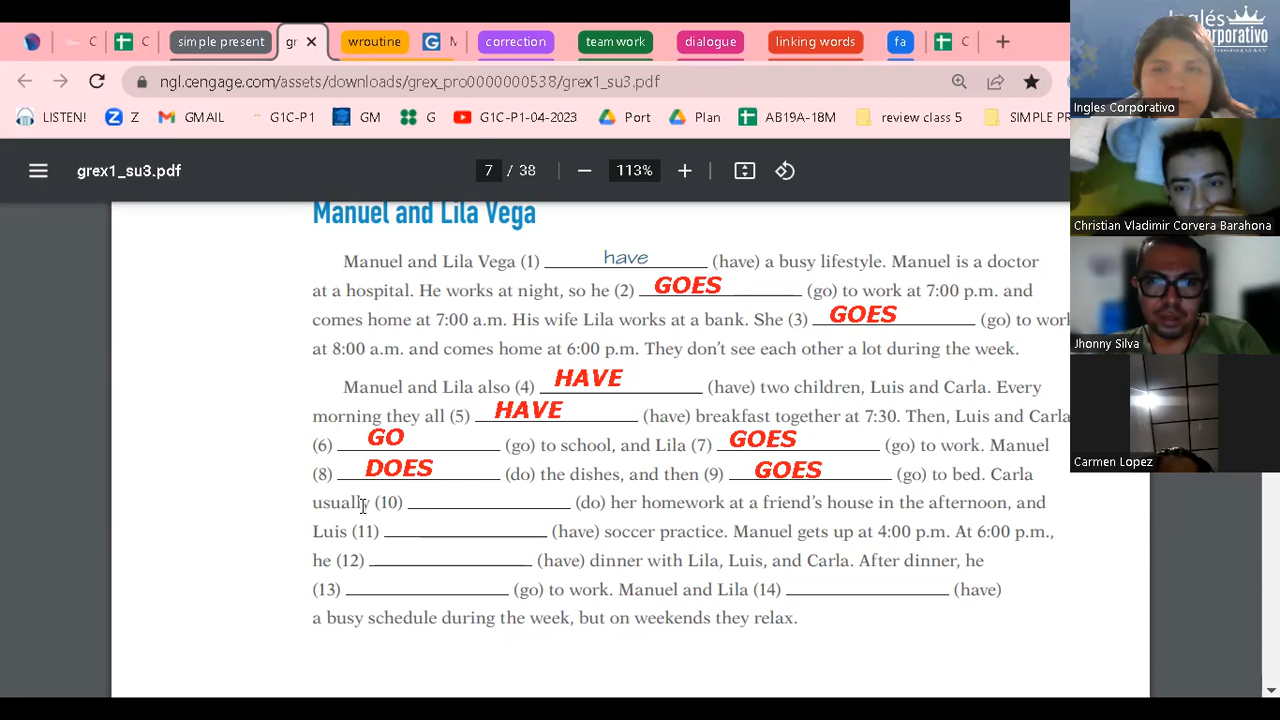 simple present
gr
wroutine
correction
team work
dialogue
linking words
fa
ngl.cengage.com/assets/downloads/grex_pro0000000538/grex1_su3.pdf
LISTEN! Z GMAIL G1C-P1 GM G G1C-P1-04-2023 Port Plan AB19A-18M review class 5 SIMPLE PR
grex1_su3.pdf 7 / 38 113%
Inglés
Corporativo
Ingles Corporativo
Christian Vladimir Corvera Barahona
Jhonny Silva
Carmen Lopez
Manuel and Lila Vega
Manuel and Lila Vega (1) have (have) a busy lifestyle. Manuel is a doctor
at a hospital. He works at night, so he (2) GOES (go) to work at 7:00 p.m. and
comes home at 7:00 a.m. His wife Lila works at a bank. She (3) GOES (go) to work
at 8:00 a.m. and comes home at 6:00 p.m. They don't see each other a lot during the week.
Manuel and Lila also (4) HAVE (have) two children, Luis and Carla. Every
morning they all (5) HAVE (have) breakfast together at 7:30. Then, Luis and Carla
(6) GO (go) to school, and Lila (7) GOES (go) to work. Manuel
(8) DOES (do) the dishes, and then (9) GOES (go) to bed. Carla
usually (10) (do) her homework at a friend's house in the afternoon, and
Luis (11) (have) soccer practice. Manuel gets up at 4:00 p.m. At 6:00 p.m.,
he (12) (have) dinner with Lila, Luis, and Carla. After dinner, he
(13) (go) to work. Manuel and Lila (14) (have)
a busy schedule during the week, but on weekends they relax.